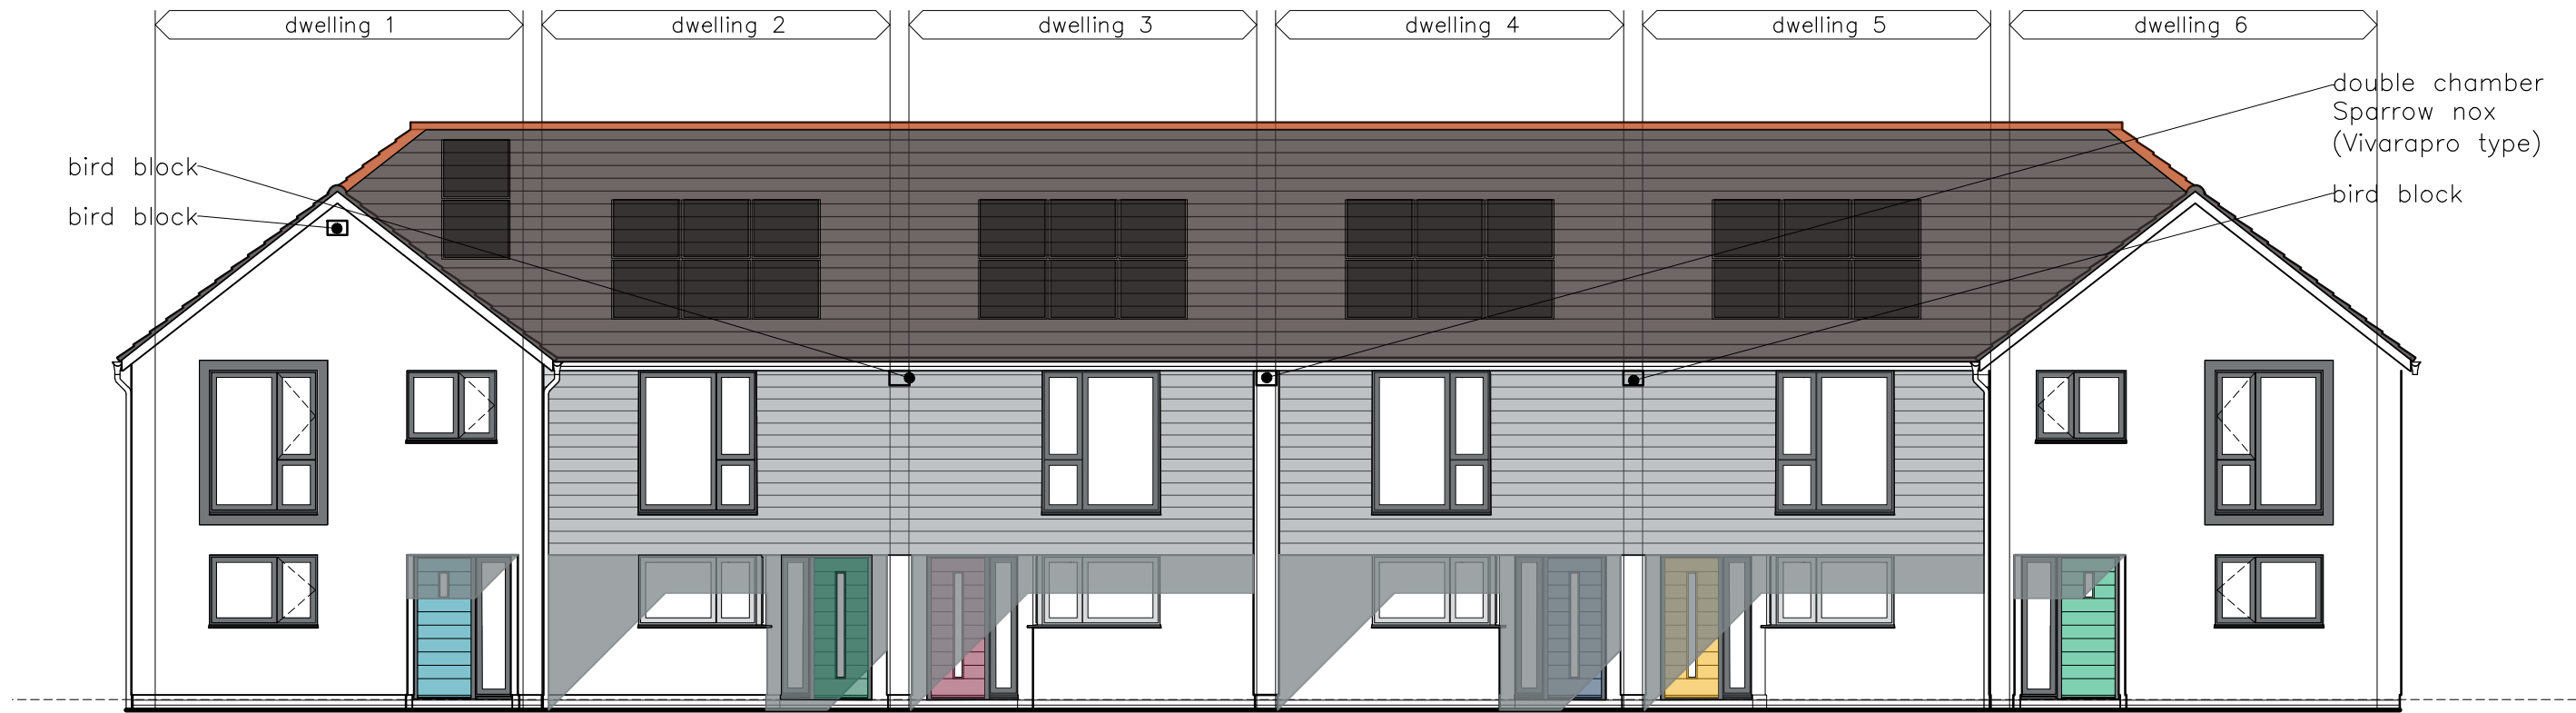 dwelling 1
dwelling 2
dwelling 3
dwelling 4
dwelling 5
dwelling 6
double chamber
Sparrow nox
(Vivarapro type)
bird block
bird block
bird block